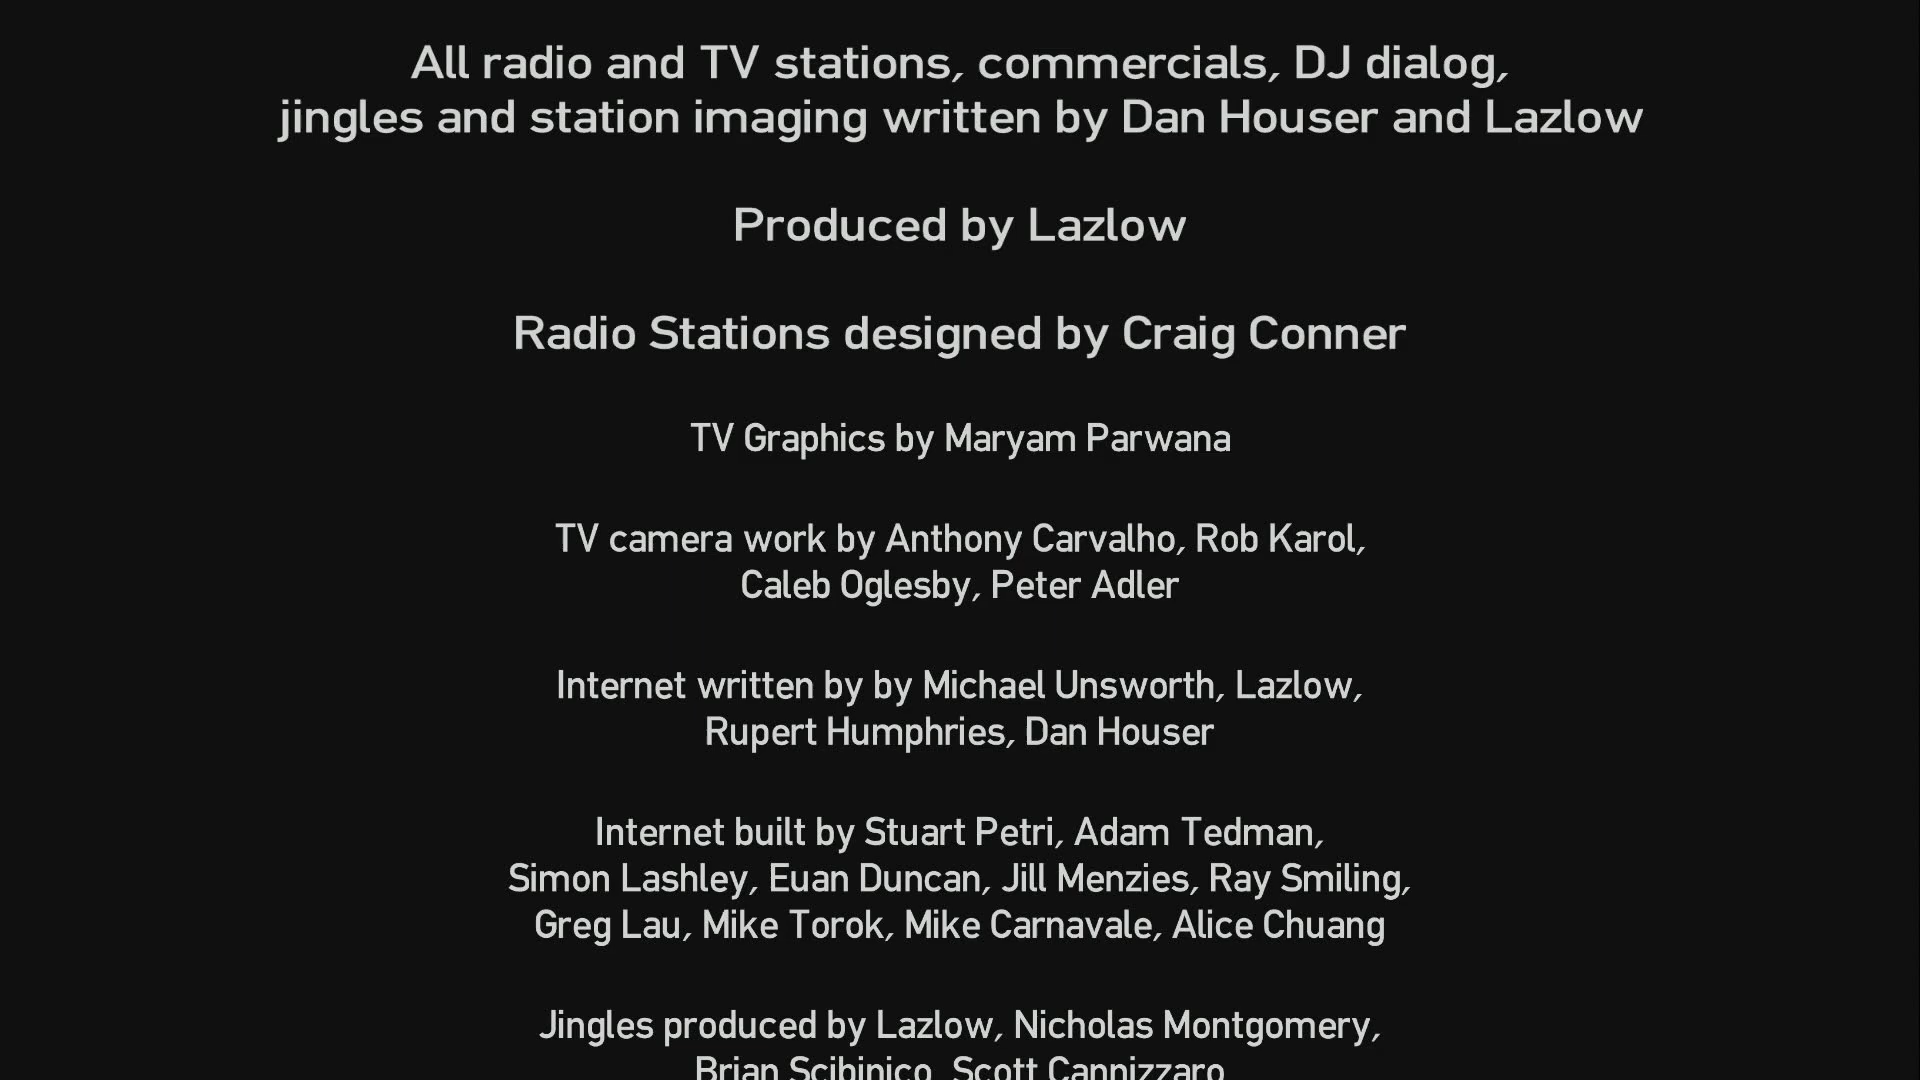 All radio and TV stations, commercials, DJ dialog,
jingles and station imaging written by Dan Houser and Lazlow
Produced by Lazlow
Radio Stations designed by Craig Conner
TV Graphics by Maryam Parwana
TV camera work by Anthony Carvalho, Rob Karol,
Caleb Oglesby, Peter Adler
Internet written by by Michael Unsworth, Lazlow,
Rupert Humphries, Dan Houser
Internet built by Stuart Petri, Adam Tedman,
Simon Lashley, Euan Duncan, Jill Menzies, Ray Smiling,
Greg Lau, Mike Torok, Mike Carnavale, Alice Chuang
Jingles produced by Lazlow, Nicholas Montgomery,
Brian Scibinico, Scott Cannizzaro